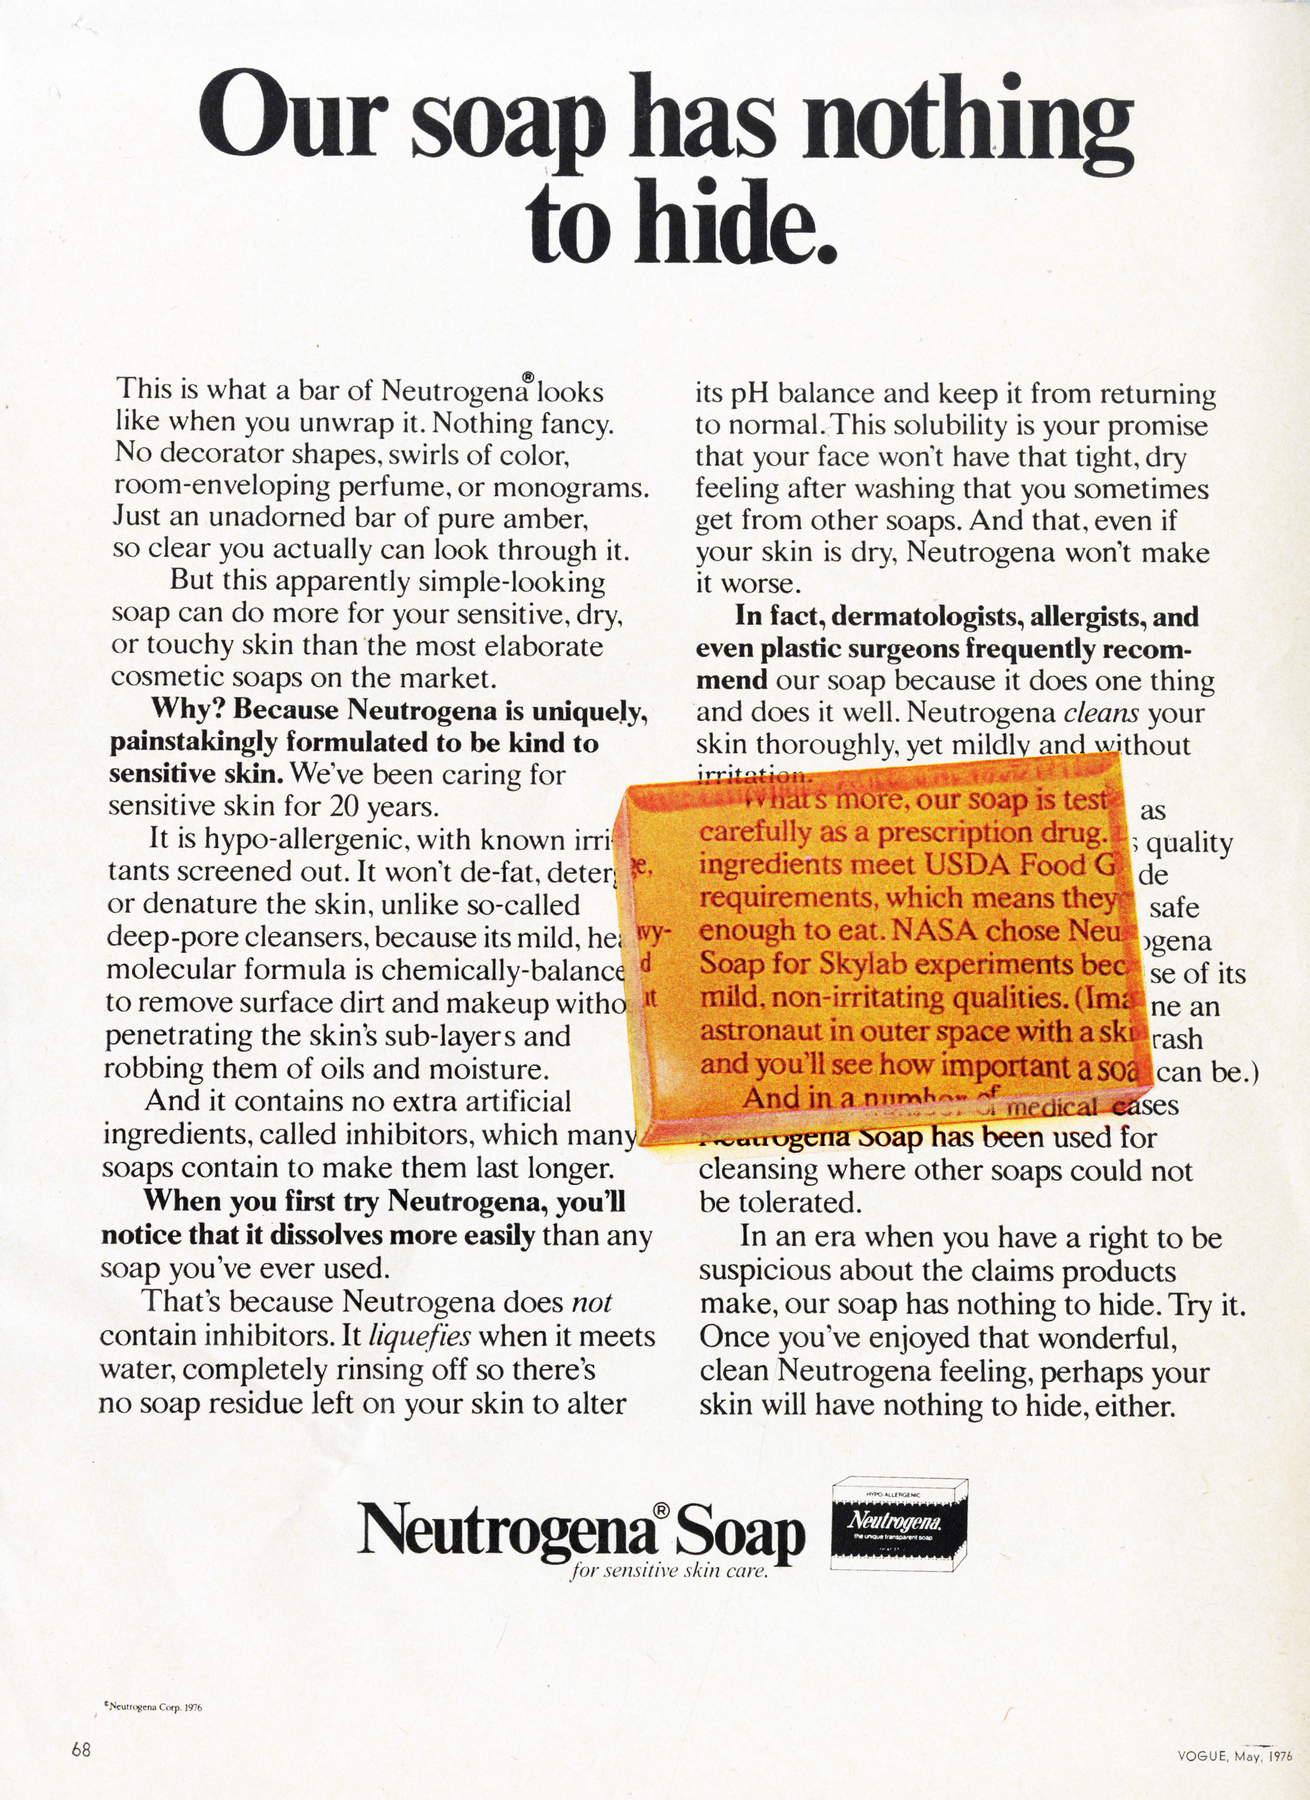 Our soap has nothing
to hide.
This is what a bar of Neutrogena® looks
like when you unwrap it. Nothing fancy.
No decorator shapes, swirls of color,
room-enveloping perfume, or monograms.
Just an unadorned bar of pure amber,
so clear you actually can look through it.
But this apparently simple-looking
soap can do more for your sensitive, dry,
or touchy skin than the most elaborate
cosmetic soaps on the market.
Why? Because Neutrogena is uniquely,
painstakingly formulated to be kind to
sensitive skin. We've been caring for
sensitive skin for 20 years.
It is hypo-allergenic, with known irri-
tants screened out. It won't de-fat, deterge,
or denature the skin, unlike so-called
deep-pore cleansers, because its mild, heavy-
molecular formula is chemically-balanced
to remove surface dirt and makeup without
penetrating the skin's sub-layers and
robbing them of oils and moisture.
And it contains no extra artificial
ingredients, called inhibitors, which many
soaps contain to make them last longer.
When you first try Neutrogena, you'll
notice that it dissolves more easily than any
soap you've ever used.
That's because Neutrogena does not
contain inhibitors. It liquefies when it meets
water, completely rinsing off so there's
no soap residue left on your skin to alter
its pH balance and keep it from returning
to normal. This solubility is your promise
that your face won't have that tight, dry
feeling after washing that you sometimes
get from other soaps. And that, even if
your skin is dry, Neutrogena won't make
it worse.
In fact, dermatologists, allergists, and
even plastic surgeons frequently recom-
mend our soap because it does one thing
and does it well. Neutrogena cleans your
skin thoroughly, yet mildly and without
irritation.
What's more, our soap is test as
carefully as a prescription drug. quality
ingredients meet USDA Food G de
requirements, which means they safe
enough to eat. NASA chose Neu ogena
Soap for Skylab experiments bec se of its
mild, non-irritating qualities. (Ima ne an
astronaut in outer space with a ski rash
and you'll see how important a soa can be.)
And in a number of medical cases
Neutrogena Soap has been used for
cleansing where other soaps could not
be tolerated.
In an era when you have a right to be
suspicious about the claims products
make, our soap has nothing to hide. Try it.
Once you've enjoyed that wonderful,
clean Neutrogena feeling, perhaps your
skin will have nothing to hide, either.
Neutrogena® Soap
for sensitive skin care.
HYPO-ALLERGENIC
Neutrogena.
the unique transparent soap
©Neutrogena Corp. 1976
68
VOGUE, May, 1976